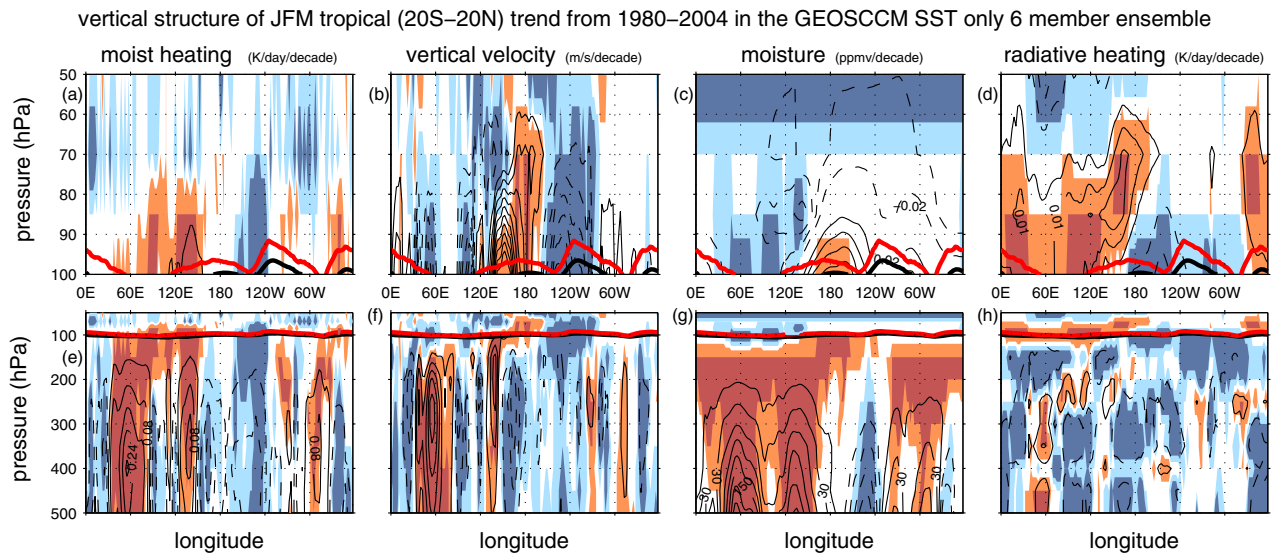 vertical structure of JFM tropical (20S−20N) trend from 1980−2004 in the GEOSCCM SST only 6 member ensemble
moist heating (K/day/decade)
vertical velocity (m/s/decade)
moisture (ppmv/decade)
radiative heating (K/day/decade)
pressure (hPa)
50
60
70
80
90
100
(a)
(b)
(c)
(d)
−0.02
0.01
0.01
0E 60E 120E 180 120W 60W
0E 60E 120E 180 120W 60W
0E 60E 120E 180 120W 60W
0E 60E 120E 180 120W 60W
pressure (hPa)
100
200
300
400
500
(e)
(f)
(g)
(h)
0.24
0.08
0.08
0.08
30
30
150
30
30
30
longitude
longitude
longitude
longitude